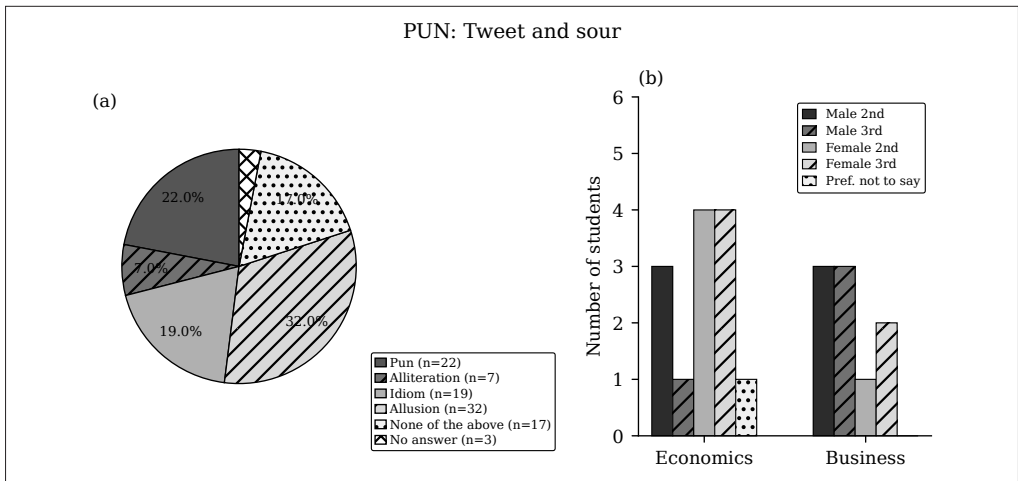 PUN: Tweet and sour
(a)
22.0%
17.0%
7.0%
19.0%
32.0%
Pun (n=22)
Alliteration (n=7)
Idiom (n=19)
Allusion (n=32)
None of the above (n=17)
No answer (n=3)
(b)
Number of students
6
5
4
3
2
1
0
Male 2nd
Male 3rd
Female 2nd
Female 3rd
Pref. not to say
Economics
Business